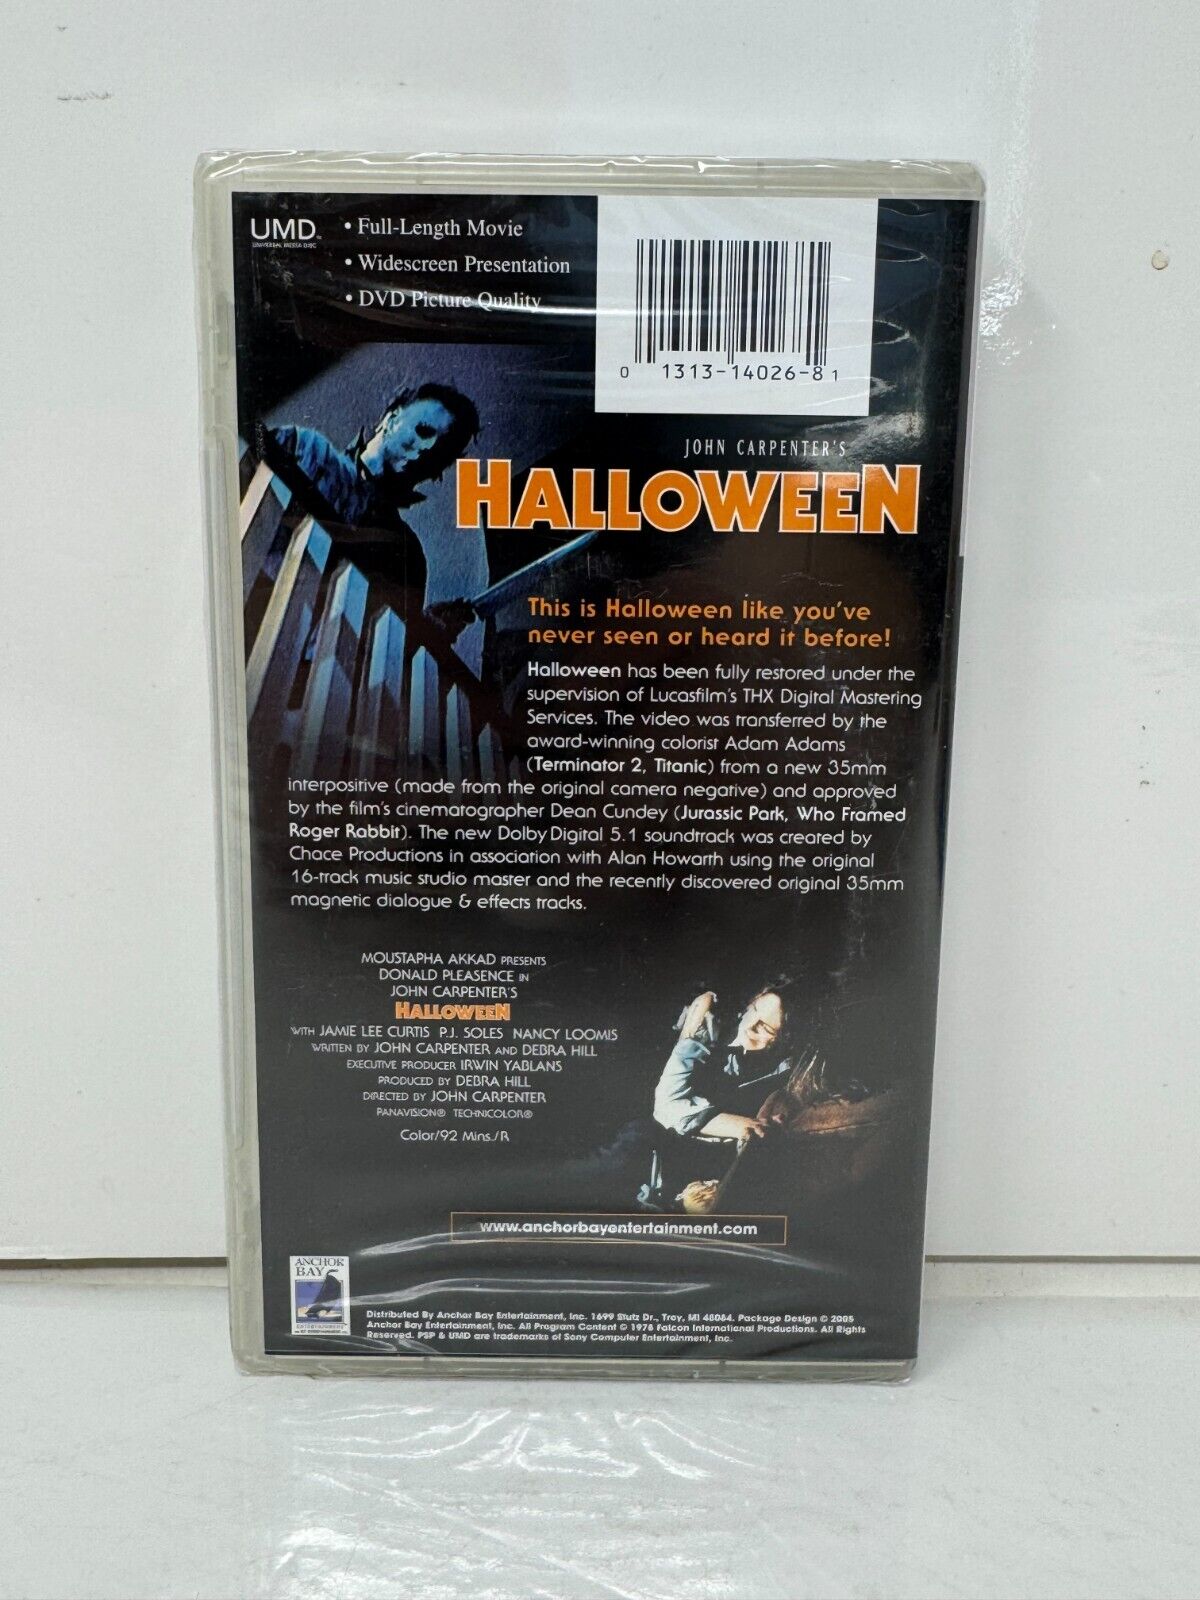 UMD™
UNIVERSAL MEDIA DISC
• Full-Length Movie
• Widescreen Presentation
• DVD Picture Quality
0 1313-14026-8 1
JOHN CARPENTER'S
HALLOWEEN
This is Halloween like you've
never seen or heard it before!
Halloween has been fully restored under the
supervision of Lucasfilm's THX Digital Mastering
Services. The video was transferred by the
award-winning colorist Adam Adams
(Terminator 2, Titanic) from a new 35mm
interpositive (made from the original camera negative) and approved
by the film's cinematographer Dean Cundey (Jurassic Park, Who Framed
Roger Rabbit). The new Dolby Digital 5.1 soundtrack was created by
Chace Productions in association with Alan Howarth using the original
16-track music studio master and the recently discovered original 35mm
magnetic dialogue & effects tracks.
MOUSTAPHA AKKAD PRESENTS
DONALD PLEASENCE IN
JOHN CARPENTER'S
HALLOWEEN
WITH JAMIE LEE CURTIS P.J. SOLES NANCY LOOMIS
WRITTEN BY JOHN CARPENTER AND DEBRA HILL
EXECUTIVE PRODUCER IRWIN YABLANS
PRODUCED BY DEBRA HILL
DIRECTED BY JOHN CARPENTER
PANAVISION® TECHNICOLOR®
Color/92 Mins./R
www.anchorbayentertainment.com
ANCHOR
BAY
ENTERTAINMENT
Distributed By Anchor Bay Entertainment, Inc. 1699 Stutz Dr., Troy, MI 48084. Package Design © 2005
Anchor Bay Entertainment, Inc. All Program Content © 1978 Falcon International Productions. All Rights
Reserved. PSP & UMD are trademarks of Sony Computer Entertainment, Inc.